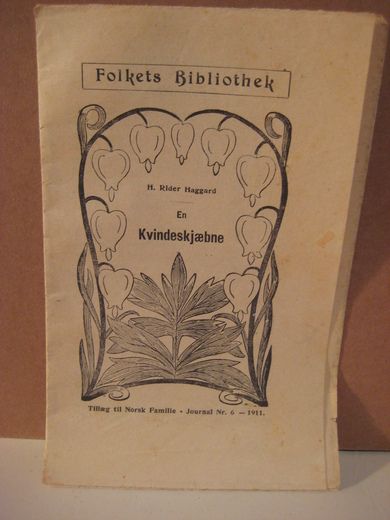 Folkets Bibliothek
H. Rider Haggard
En
Kvindeskjæbne
Tillæg til Norsk Familie - Journal Nr. 6 — 1911.